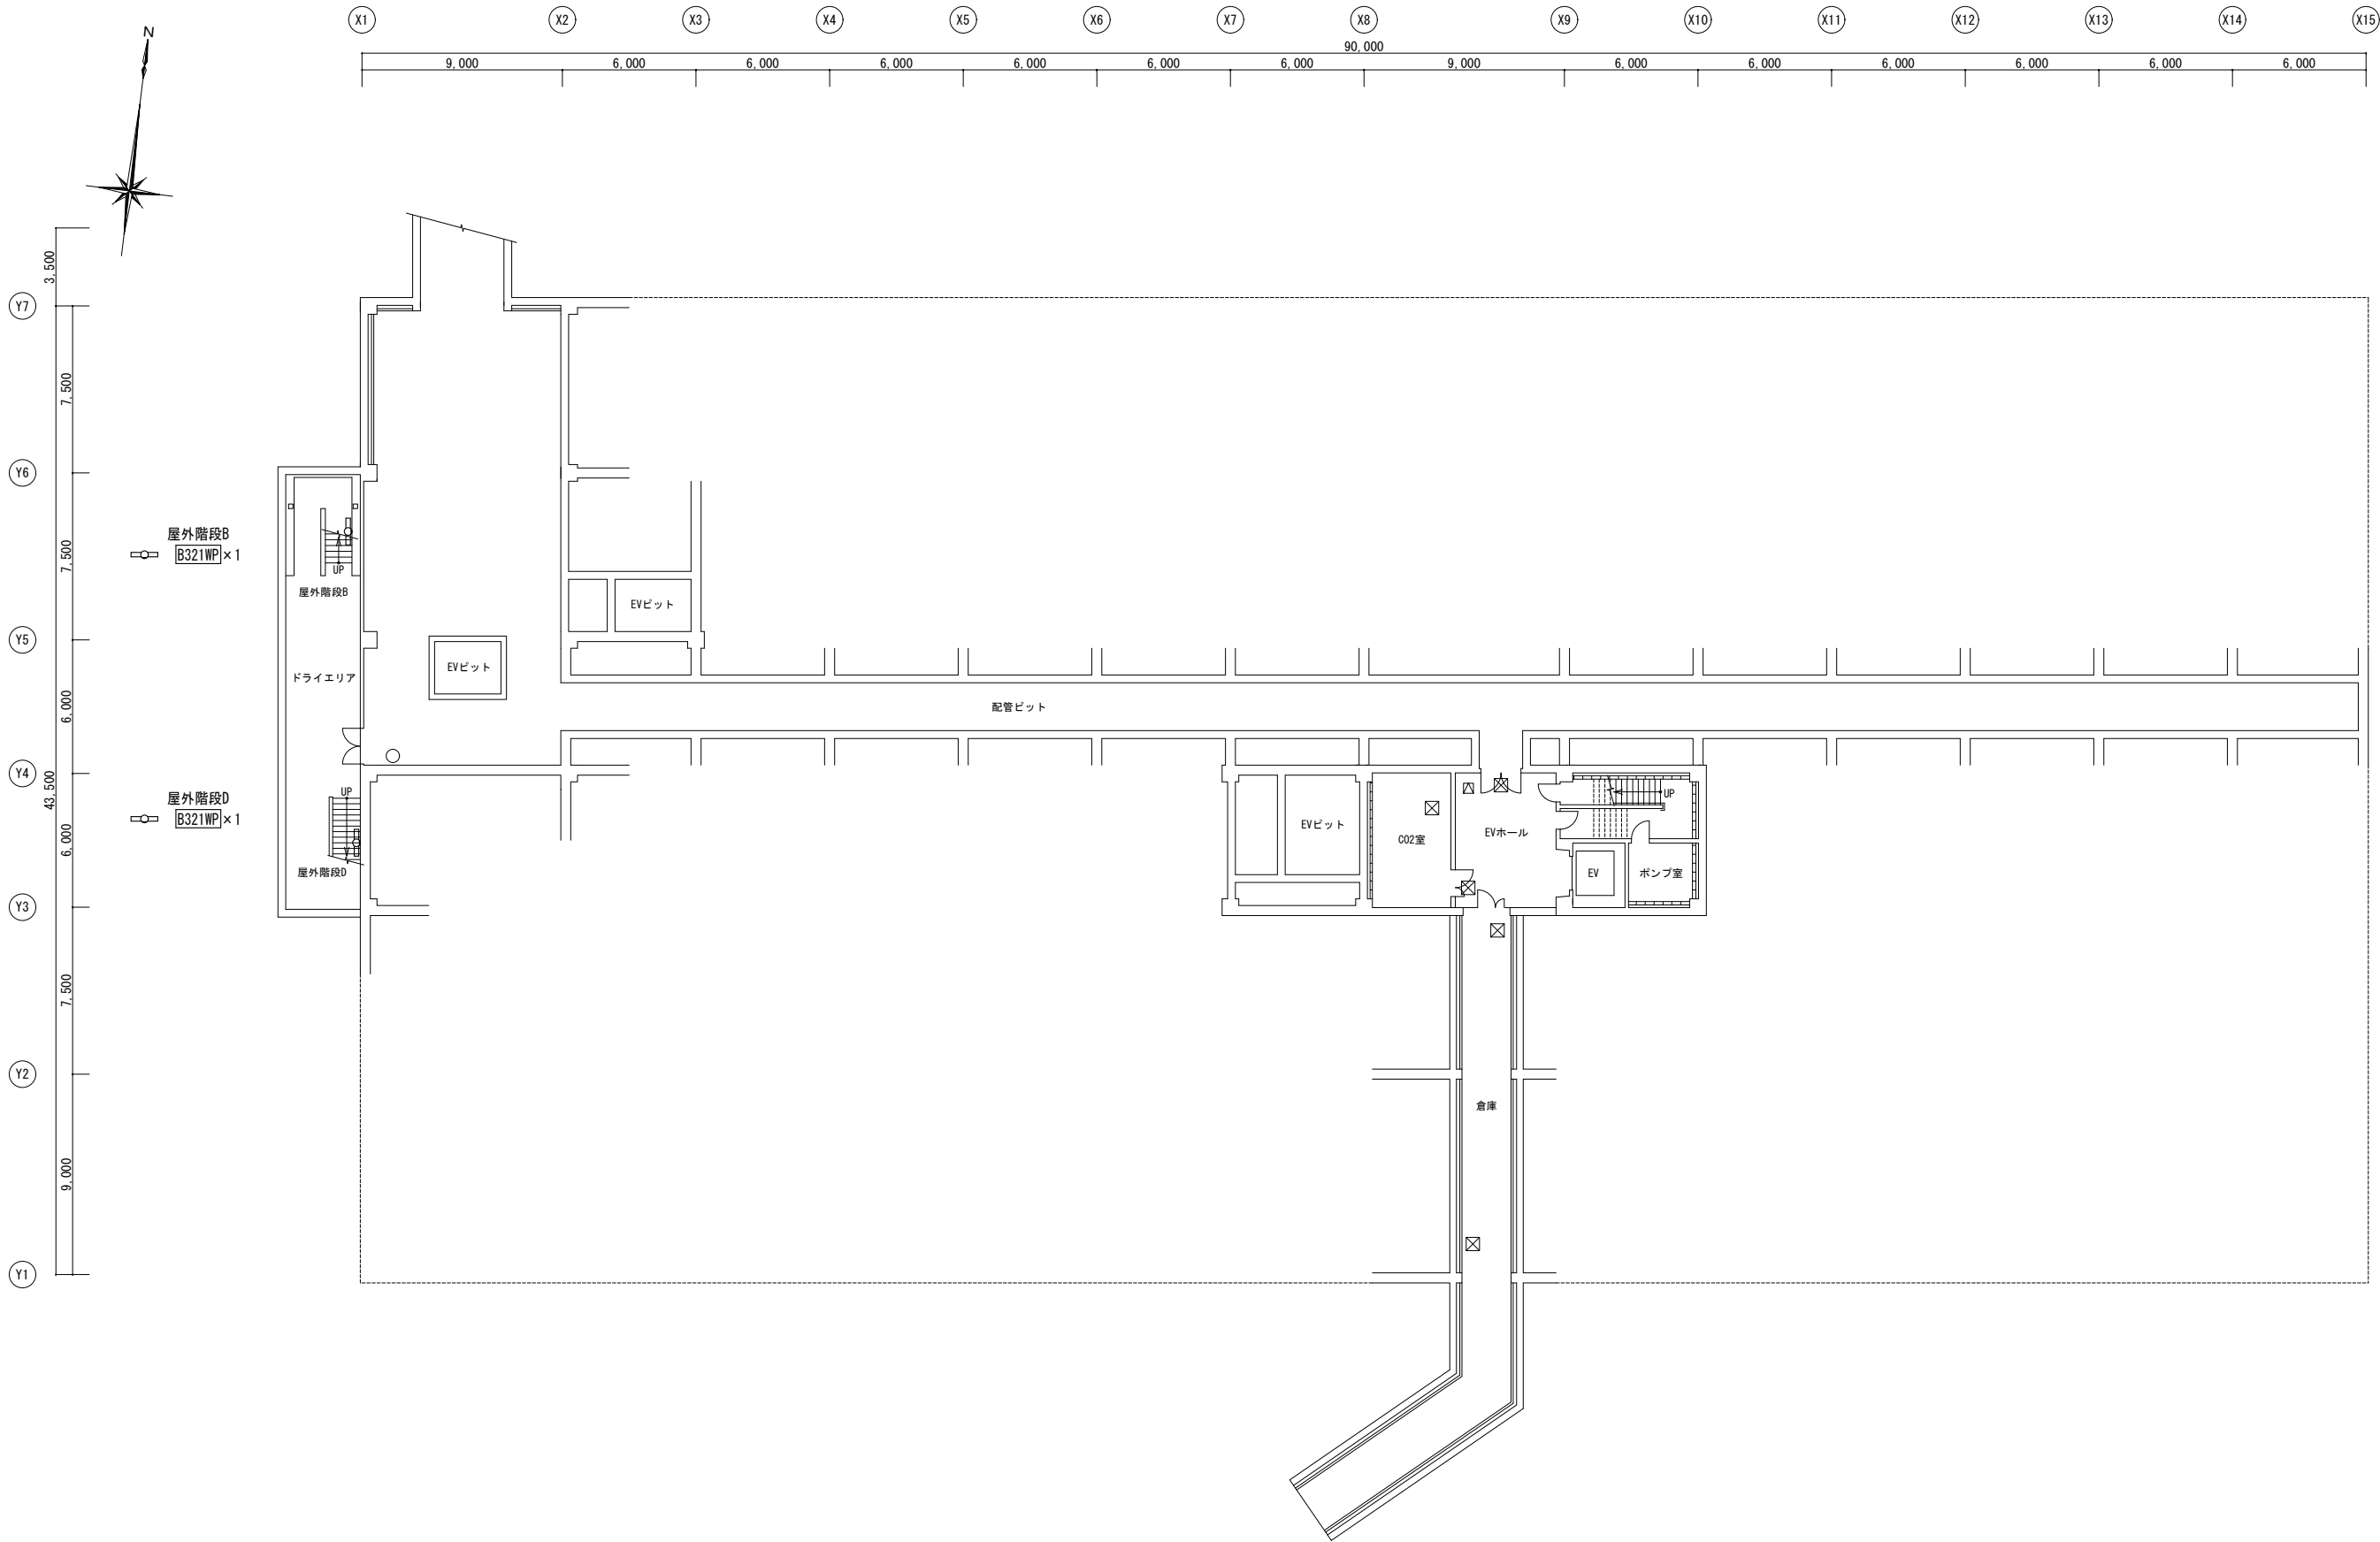 X1 X2 X3 X4 X5 X6 X7 X8 X9 X10 X11 X12 X13 X14 X15
N
90,000
9,000 6,000 6,000 6,000 6,000 6,000 6,000 9,000 6,000 6,000 6,000 6,000 6,000 6,000
3,500
Y7
7,500
Y6
屋外階段B
B321WP×1
7,500
UP
屋外階段B
EVピット
Y5
EVピット
ドライエリア
6,000
配管ピット
Y4
43,500
屋外階段D
B321WP×1
UP
UP
EVピット
EVホール
CO2室
6,000
屋外階段D
EV
ポンプ室
Y3
7,500
Y2
倉庫
9,000
Y1